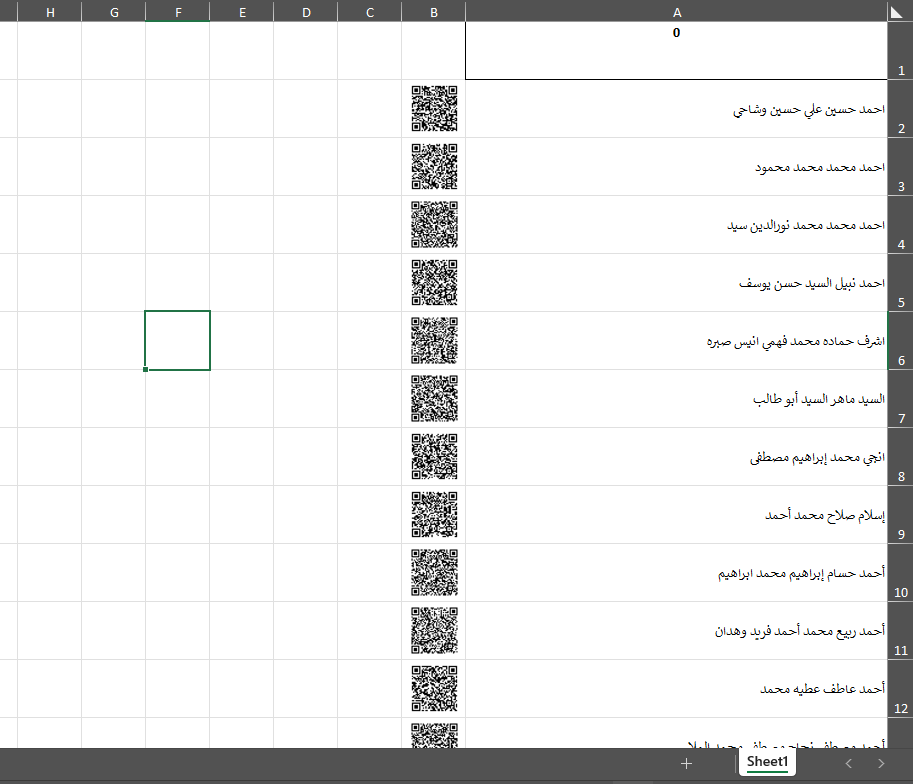 H G F E D C B A
0
1
احمد حسين علي حسين وشاحي
2
احمد محمد محمد محمود
3
احمد محمد محمد نورالدين سيد
4
احمد نبيل السيد حسن يوسف
5
اشرف حماده محمد فهمي انيس صبره
6
السيد ماهر السيد أبو طالب
7
انجي محمد إبراهيم مصطفى
8
إسلام صلاح محمد أحمد
9
أحمد حسام إبراهيم محمد ابراهيم
10
أحمد ربيع محمد أحمد فريد وهدان
11
أحمد عاطف عطيه محمد
12
Sheet1